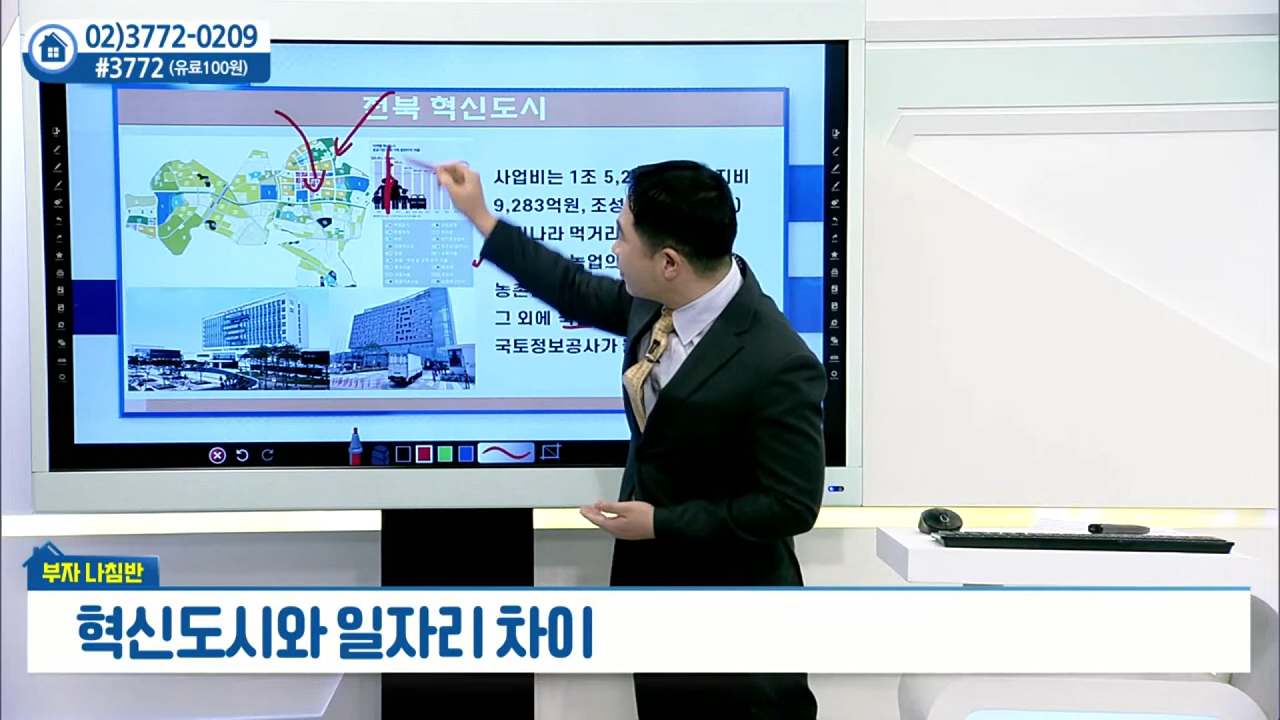 02)3772-0209
#3772 (유료100원)
전북 혁신도시
사업비는 1조 5,2
지비
9,283억원, 조성
나라 먹거리
농업의
농촌
그 외에
국토정보공사가
부자 나침반
혁신도시와 일자리 차이